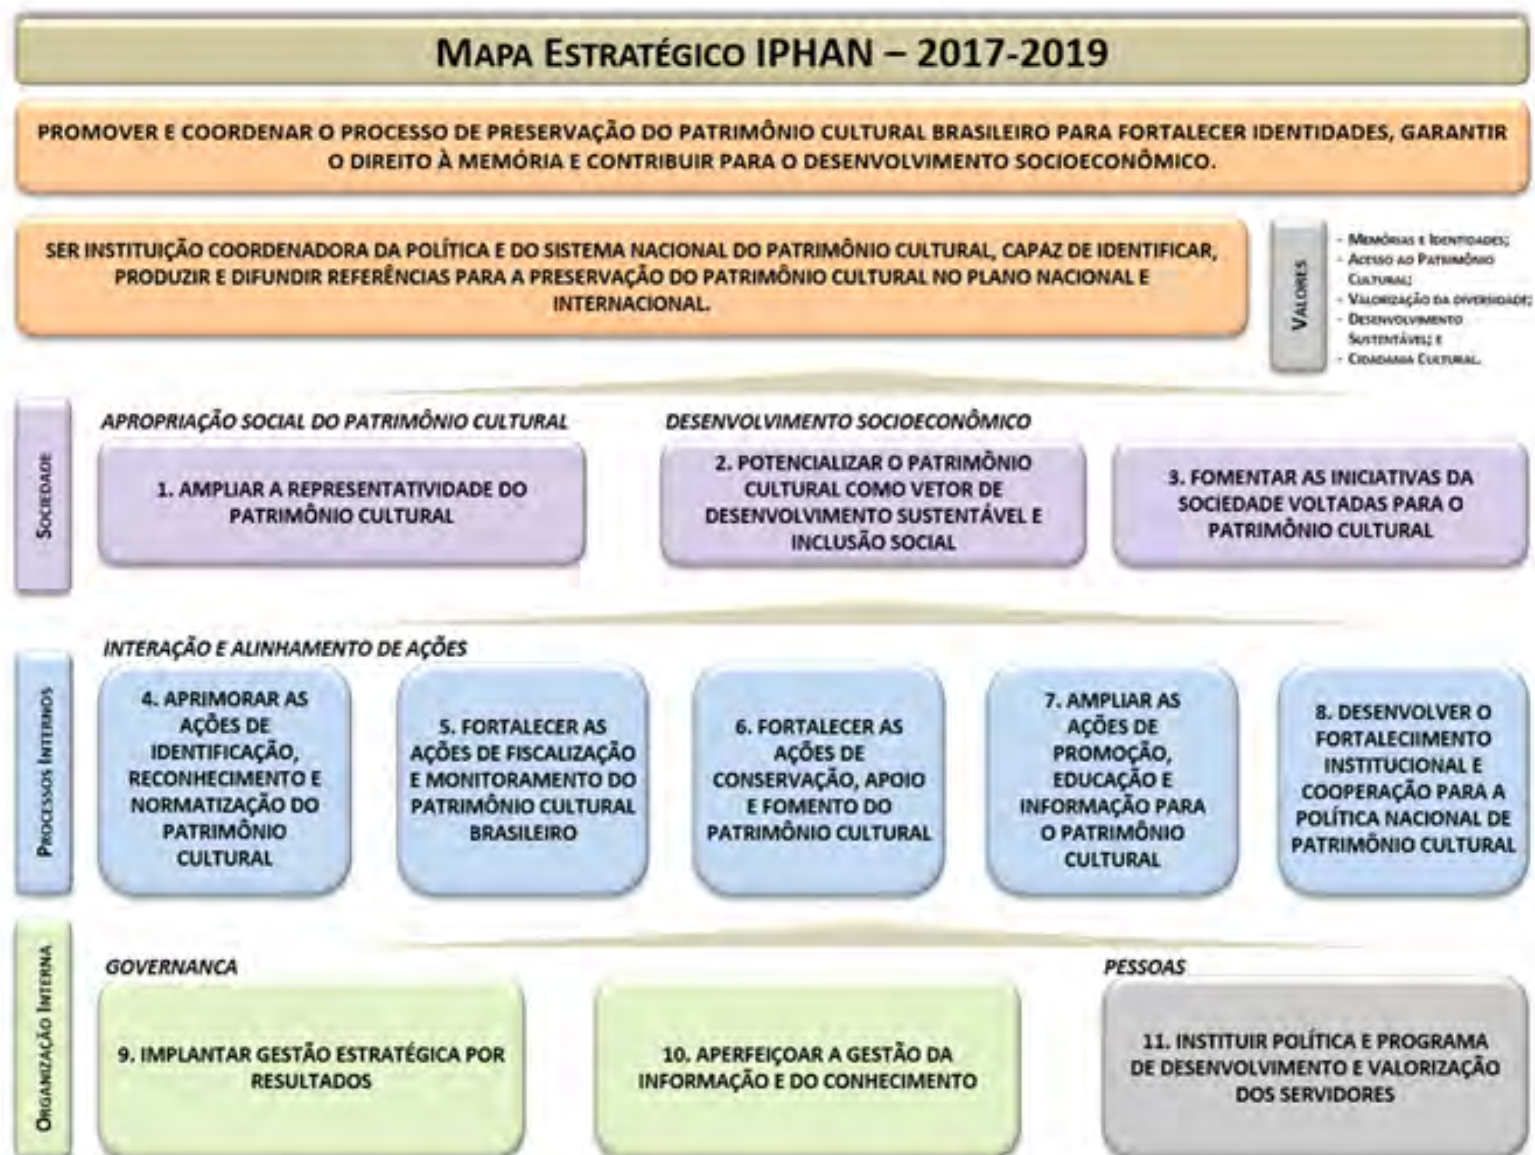 MAPA ESTRATÉGICO IPHAN – 2017-2019
PROMOVER E COORDENAR O PROCESSO DE PRESERVAÇÃO DO PATRIMÔNIO CULTURAL BRASILEIRO PARA FORTALECER IDENTIDADES, GARANTIR
O DIREITO À MEMÓRIA E CONTRIBUIR PARA O DESENVOLVIMENTO SOCIOECONÔMICO.
SER INSTITUIÇÃO COORDENADORA DA POLÍTICA E DO SISTEMA NACIONAL DO PATRIMÔNIO CULTURAL, CAPAZ DE IDENTIFICAR,
PRODUZIR E DIFUNDIR REFERÊNCIAS PARA A PRESERVAÇÃO DO PATRIMÔNIO CULTURAL NO PLANO NACIONAL E
INTERNACIONAL.
VALORES
- MEMÓRIAS E IDENTIDADES;
- ACESSO AO PATRIMÔNIO
CULTURAL;
- VALORIZAÇÃO DA DIVERSIDADE;
- DESENVOLVIMENTO
SUSTENTÁVEL; E
- CIDADANIA CULTURAL.
SOCIEDADE
APROPRIAÇÃO SOCIAL DO PATRIMÔNIO CULTURAL
1. AMPLIAR A REPRESENTATIVIDADE DO
PATRIMÔNIO CULTURAL
DESENVOLVIMENTO SOCIOECONÔMICO
2. POTENCIALIZAR O PATRIMÔNIO
CULTURAL COMO VETOR DE
DESENVOLVIMENTO SUSTENTÁVEL E
INCLUSÃO SOCIAL
3. FOMENTAR AS INICIATIVAS DA
SOCIEDADE VOLTADAS PARA O
PATRIMÔNIO CULTURAL
PROCESSOS INTERNOS
INTERAÇÃO E ALINHAMENTO DE AÇÕES
4. APRIMORAR AS
AÇÕES DE
IDENTIFICAÇÃO,
RECONHECIMENTO E
NORMATIZAÇÃO DO
PATRIMÔNIO
CULTURAL
5. FORTALECER AS
AÇÕES DE FISCALIZAÇÃO
E MONITORAMENTO DO
PATRIMÔNIO CULTURAL
BRASILEIRO
6. FORTALECER AS
AÇÕES DE
CONSERVAÇÃO, APOIO
E FOMENTO DO
PATRIMÔNIO CULTURAL
7. AMPLIAR AS
AÇÕES DE
PROMOÇÃO,
EDUCAÇÃO E
INFORMAÇÃO PARA
O PATRIMÔNIO
CULTURAL
8. DESENVOLVER O
FORTALECIIMENTO
INSTITUCIONAL E
COOPERAÇÃO PARA A
POLÍTICA NACIONAL DE
PATRIMÔNIO CULTURAL
ORGANIZAÇÃO INTERNA
GOVERNANCA
9. IMPLANTAR GESTÃO ESTRATÉGICA POR
RESULTADOS
10. APERFEIÇOAR A GESTÃO DA
INFORMAÇÃO E DO CONHECIMENTO
PESSOAS
11. INSTITUIR POLÍTICA E PROGRAMA
DE DESENVOLVIMENTO E VALORIZAÇÃO
DOS SERVIDORES